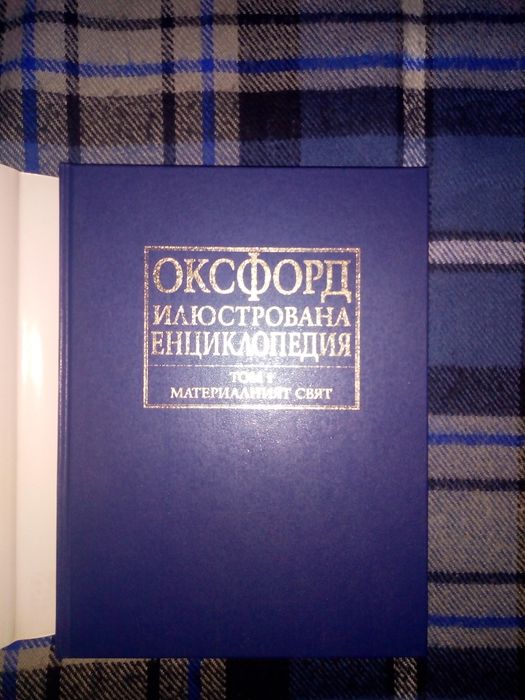 ОКСФОРД
ИЛЮСТРОВАНА
ЕНЦИКЛОПЕДИЯ
ТОМ I
МАТЕРИАЛНИЯТ СВЯТ